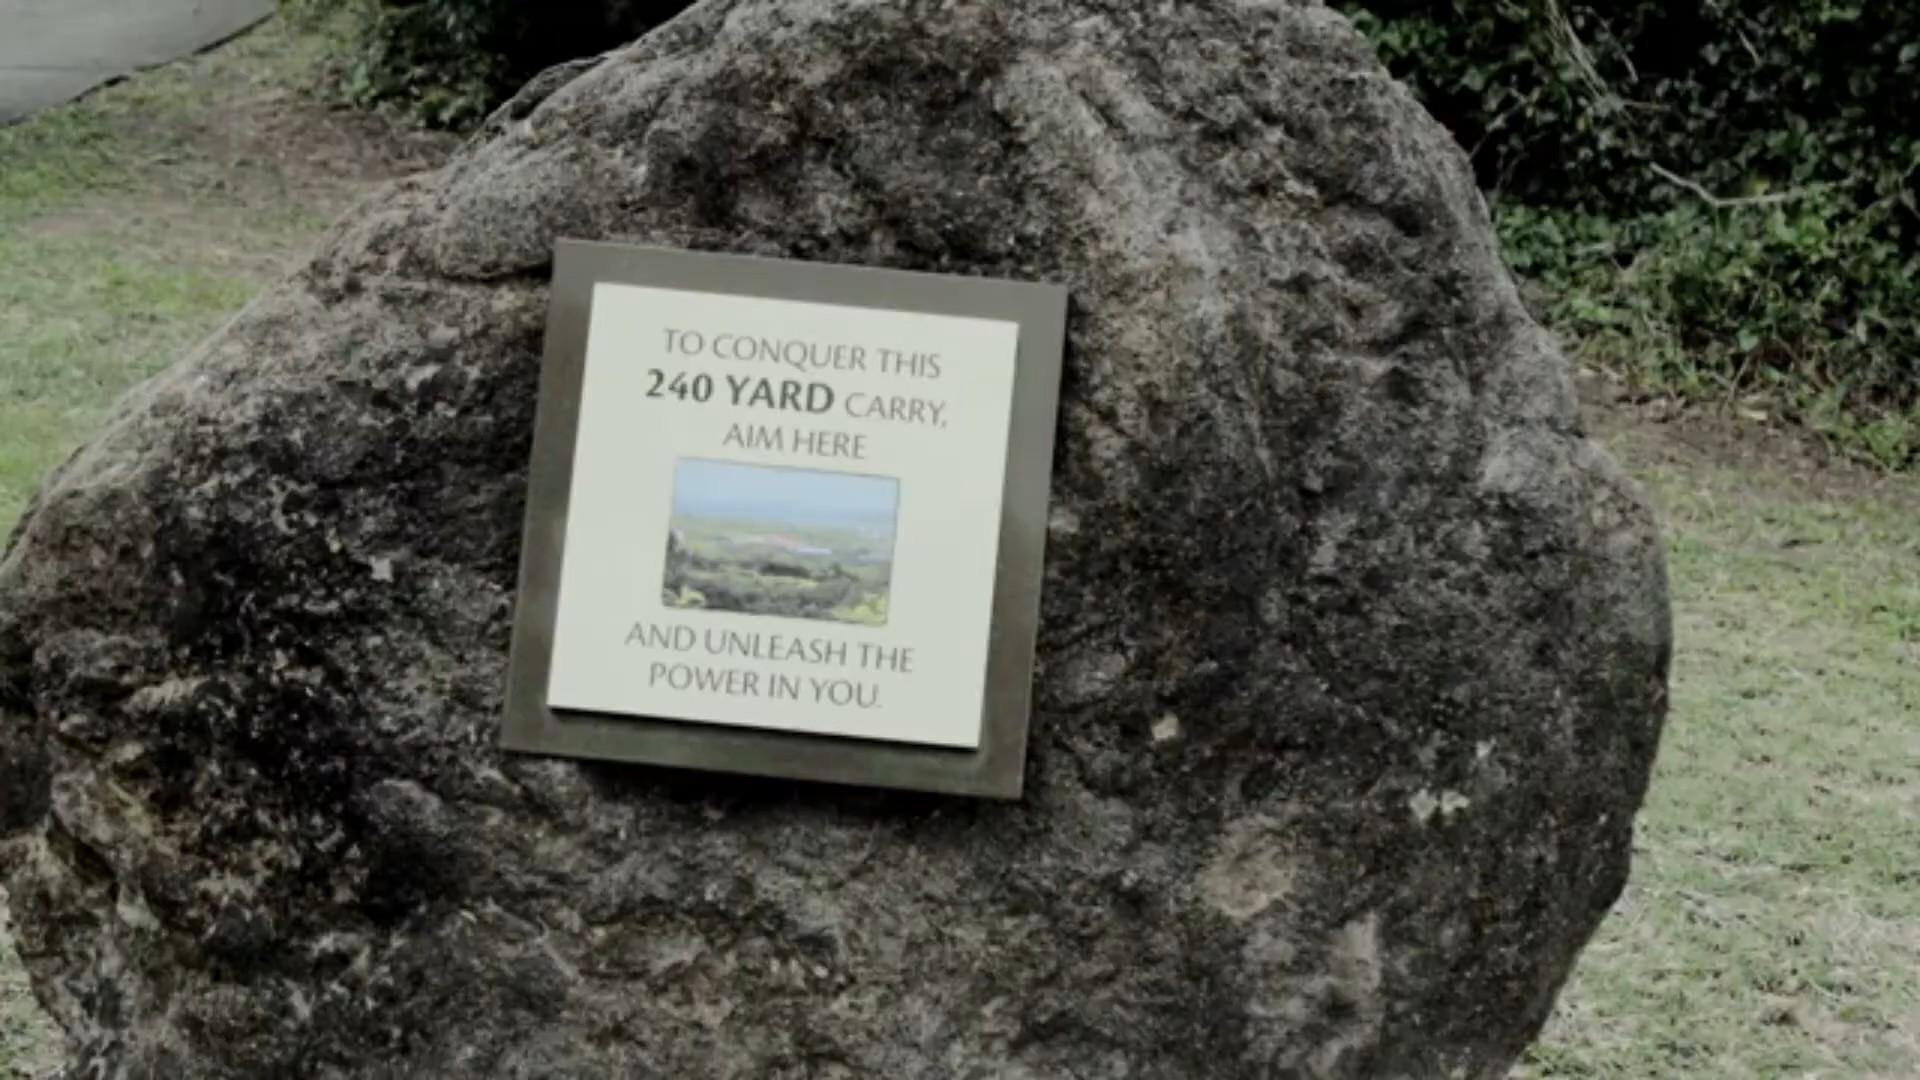 TO CONQUER THIS
240 YARD CARRY,
AIM HERE
AND UNLEASH THE
POWER IN YOU.